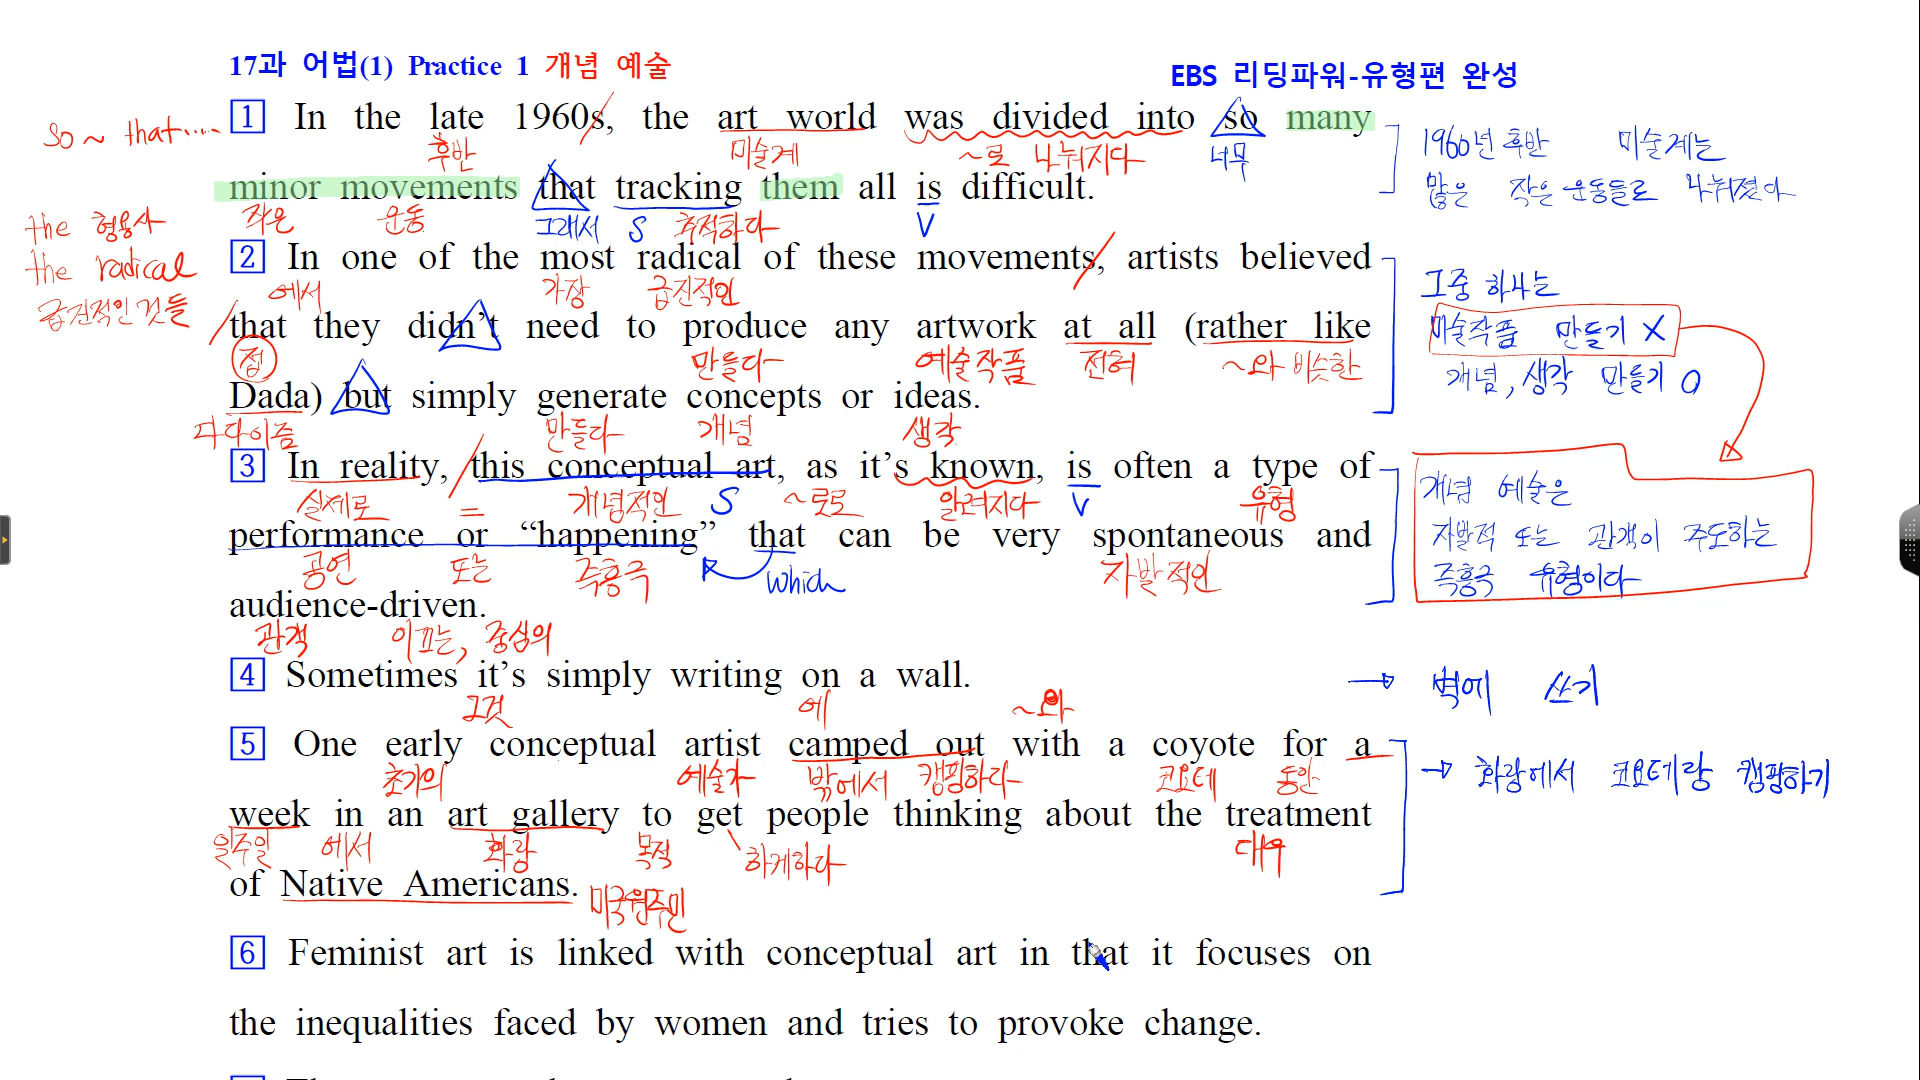 17과 어법(1) Practice 1 개념 예술
EBS 리딩파워-유형편 완성
so ~ that.....
1 In the late 1960s, the art world was divided into so many
후반 미술계 ~로 나눠지다 너무
1960년 후반 미술계는
minor movements that tracking them all is difficult.
많은 작은 운동들로 나눠졌다
작은 운동 그래서 S 추적하다 V
the 형용사
the radical
급진적인 것들
2 In one of the most radical of these movements, artists believed
에서 가장 급진적인
그중 하나는
that they didn't need to produce any artwork at all (rather like
미술작품 만들기 X
접 만들다 예술작품 전혀 ~와 비슷한
개념, 생각 만들기 O
Dada) but simply generate concepts or ideas.
다다이즘 만들다 개념 생각
3 In reality, this conceptual art, as it's known, is often a type of
실제로 = 개념적인 S ~로로 알려지다 V 유형
개념 예술은
performance or “happening” that can be very spontaneous and
자발적 또는 관객이 주도하는
공연 또는 즉흥극 which 자발적인
즉흥극 유형이다
audience-driven.
관객 이끄는, 중심의
4 Sometimes it's simply writing on a wall.
→ 벽에 쓰기
그것 에 ~와
5 One early conceptual artist camped out with a coyote for a
초기의 예술가 밖에서 캠핑하다 코요테 동안
→ 화랑에서 코요테랑 캠핑하기
week in an art gallery to get people thinking about the treatment
일주일 에서 화랑 목적 하게하다 대우
of Native Americans.
미국원주민
6 Feminist art is linked with conceptual art in that it focuses on
the inequalities faced by women and tries to provoke change.